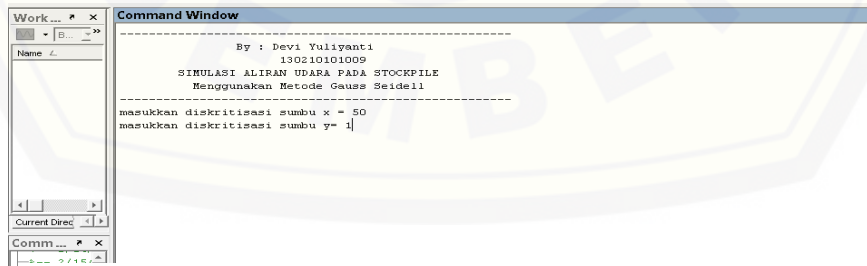 Work...
B...
Name
Current Direc
Comm...
Command Window
By : Devi Yuliyanti
130210101009
SIMULASI ALIRAN UDARA PADA STOCKPILE
Menggunakan Metode Gauss Seidell
masukkan diskritisasi sumbu x = 50
masukkan diskritisasi sumbu y= 1